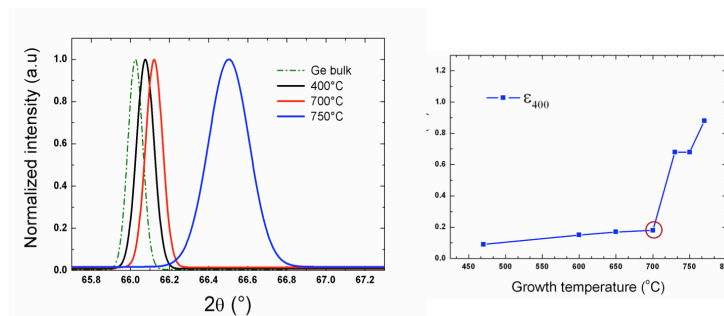 Normalized intensity (a.u)
1.0
0.8
0.6
0.4
0.2
0.0
Ge bulk
400°C
700°C
750°C
65.8 66.0 66.2 66.4 66.6 66.8 67.0 67.2
2θ (°)
1.2
1.0
0.8
0.6
0.4
0.2
0.0
ε400
450 500 550 600 650 700 750
Growth temperature (°C)